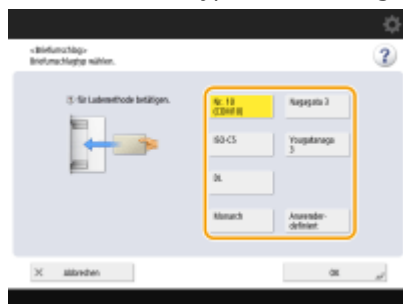 <Briefumschlag>
Briefumschlagtyp wählen.
?
① für Lademethode betätigen.
Nr. 10
(COM10)
Nagagata 3
ISO-C5
Yougatanaga
3
DL
Monarch
Anwender-
definiert
Abbrechen
OK